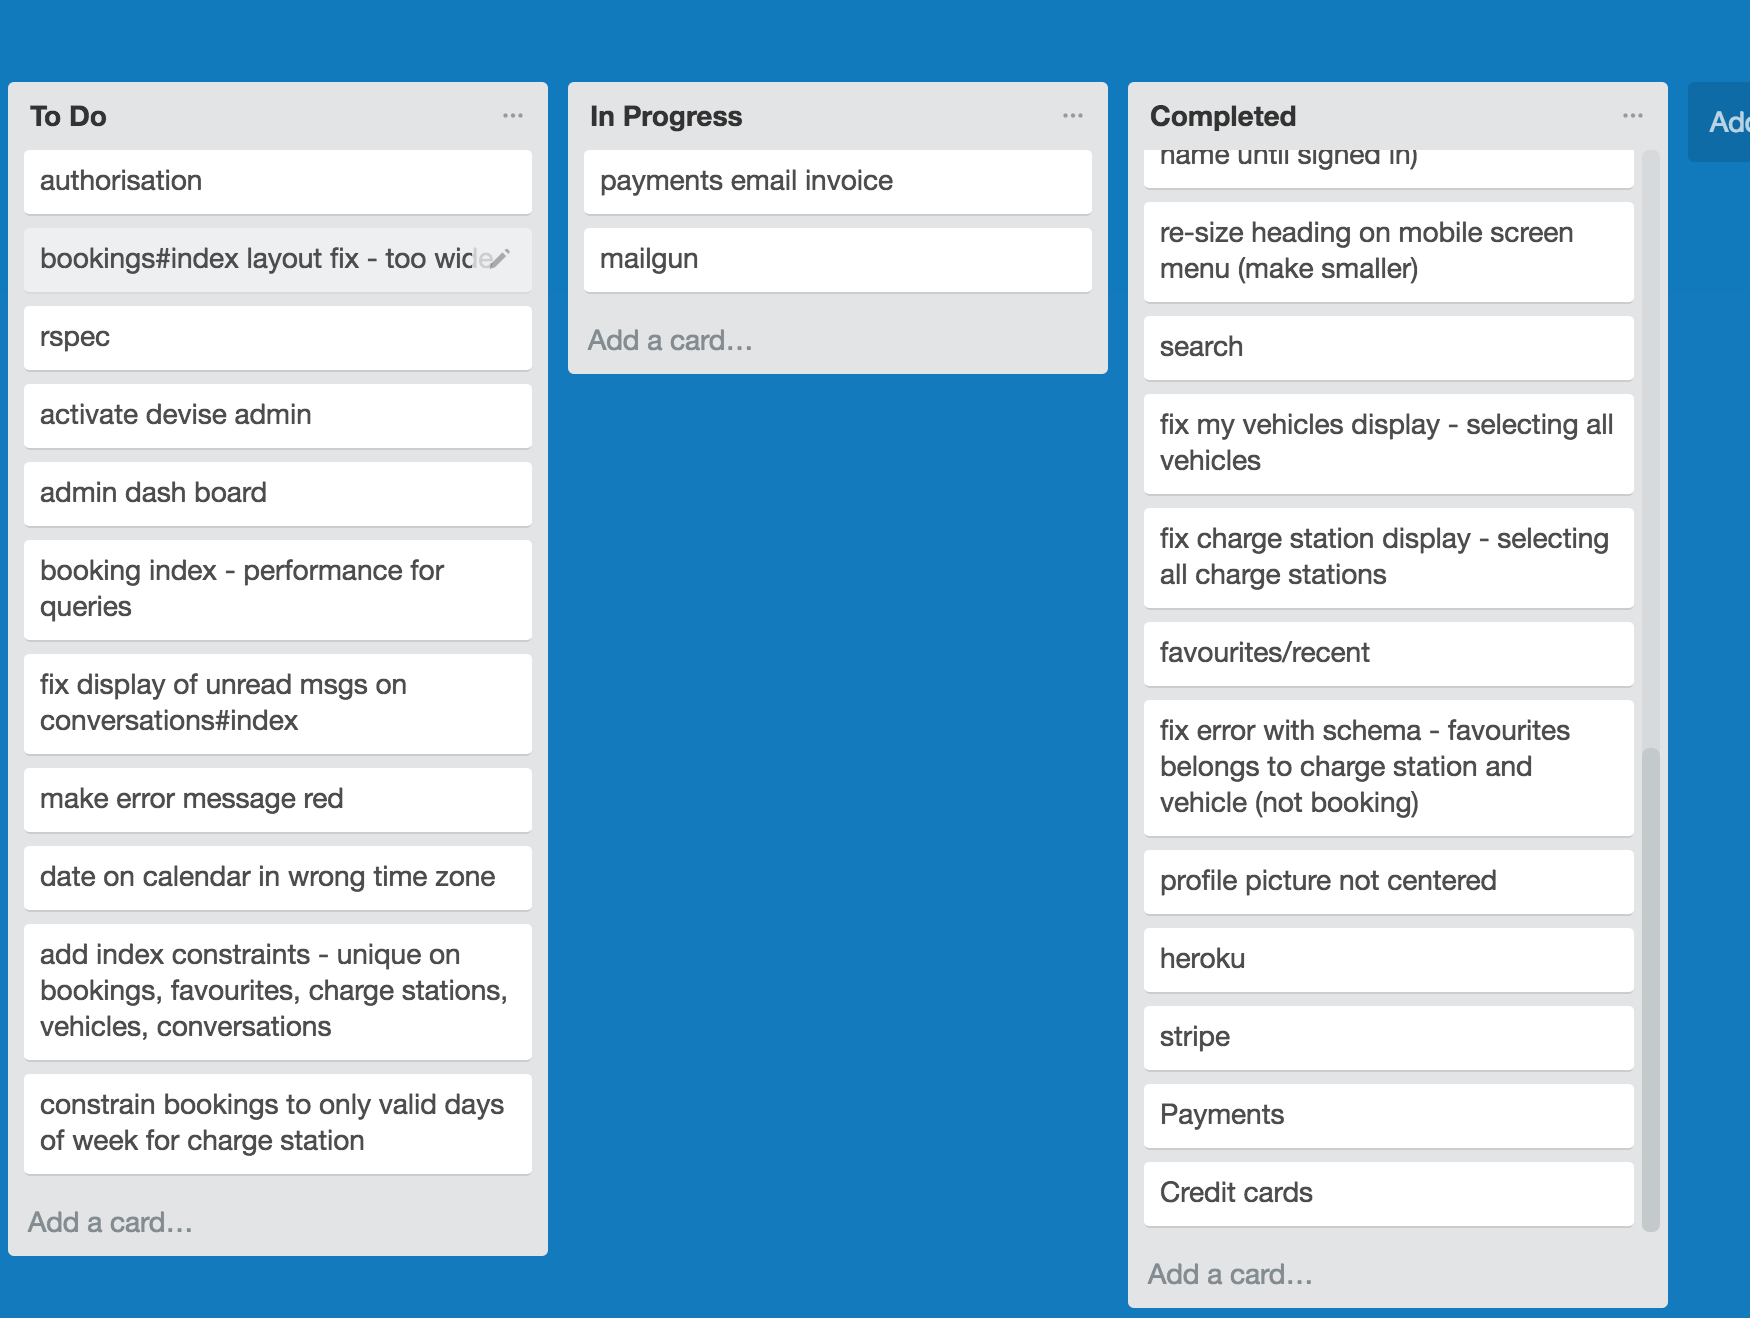 To Do
authorisation
bookings#index layout fix - too wide
rspec
activate devise admin
admin dash board
booking index - performance for
queries
fix display of unread msgs on
conversations#index
make error message red
date on calendar in wrong time zone
add index constraints - unique on
bookings, favourites, charge stations,
vehicles, conversations
constrain bookings to only valid days
of week for charge station
Add a card...
In Progress
payments email invoice
mailgun
Add a card...
Completed
name until signed in)
re-size heading on mobile screen
menu (make smaller)
search
fix my vehicles display - selecting all
vehicles
fix charge station display - selecting
all charge stations
favourites/recent
fix error with schema - favourites
belongs to charge station and
vehicle (not booking)
profile picture not centered
heroku
stripe
Payments
Credit cards
Add a card...
Add